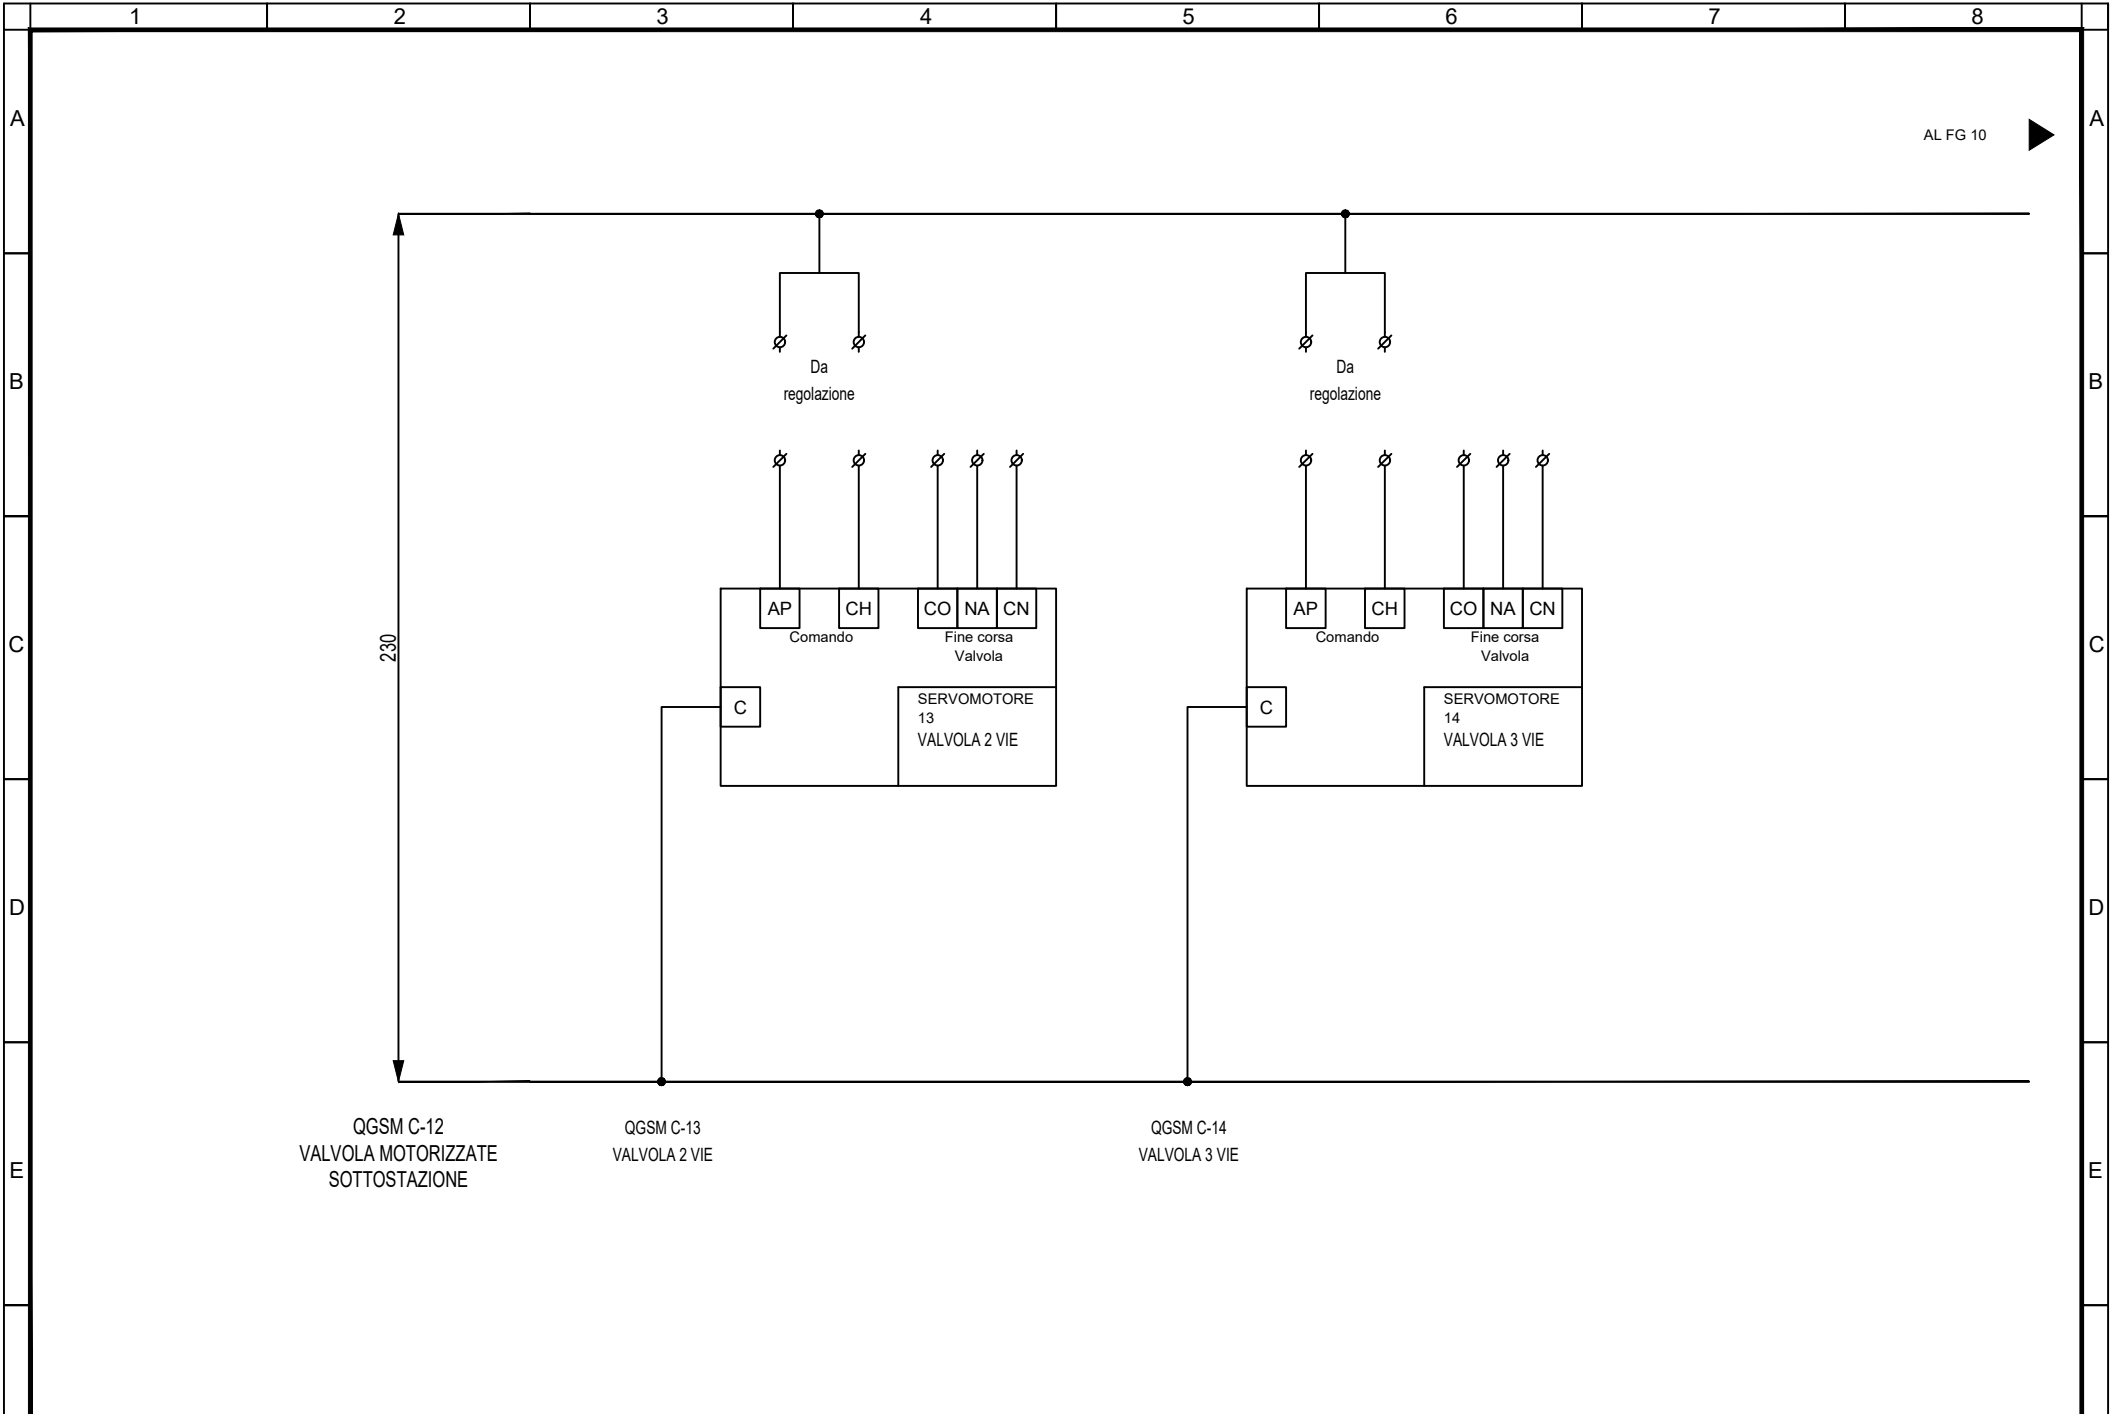 1 2 3 4 5 6 7 8
A A
AL FG 10
B B
Da Da
regolazione regolazione
AP CH CO NA CN AP CH CO NA CN
Comando Fine corsa Comando Fine corsa
Valvola Valvola
230
C C
C SERVOMOTORE C SERVOMOTORE
13 14
VALVOLA 2 VIE VALVOLA 3 VIE
D D
QGSM C-12 QGSM C-13 QGSM C-14
VALVOLA MOTORIZZATE VALVOLA 2 VIE VALVOLA 3 VIE
SOTTOSTAZIONE
E E